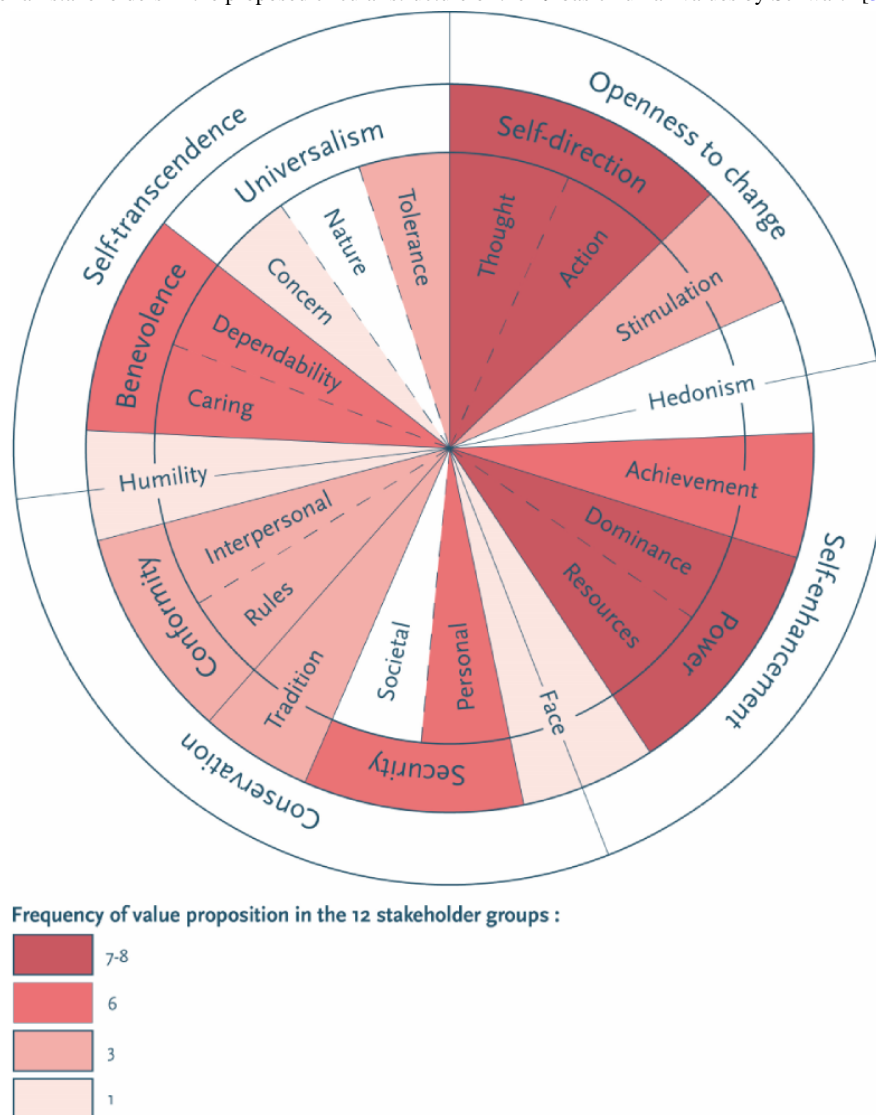 Openness to change
Self-transcendence
Universalism
Self-direction
Tolerance
Thought
Nature
Action
Concern
Stimulation
Benevolence
Dependability
Hedonism
Caring
Achievement
Humility
Dominance
Interpersonal
Resources
Self-enhancement
Power
Rules
Conformity
Personal
Societal
Tradition
Face
Security
Conservation
Frequency of value proposition in the 12 stakeholder groups :
7-8
6
3
1